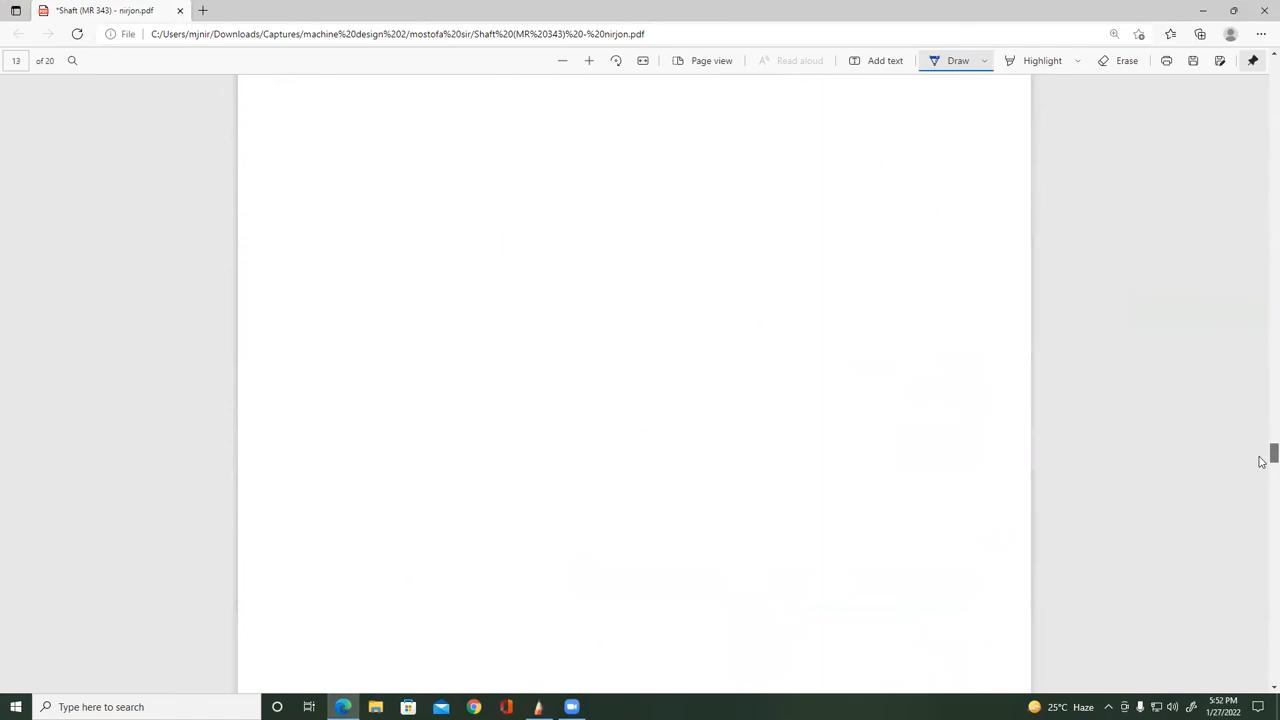 *Shaft (MR 343) - nirjon.pdf
File
C:/Users/mjnir/Downloads/Captures/machine%20design%202/mostofa%20sir/Shaft%20(MR%20343)%20-%20nirjon.pdf
13 of 20
Page view
Read aloud
Add text
Draw
Highlight
Erase
Type here to search
25°C Haze
5:52 PM
1/27/2022